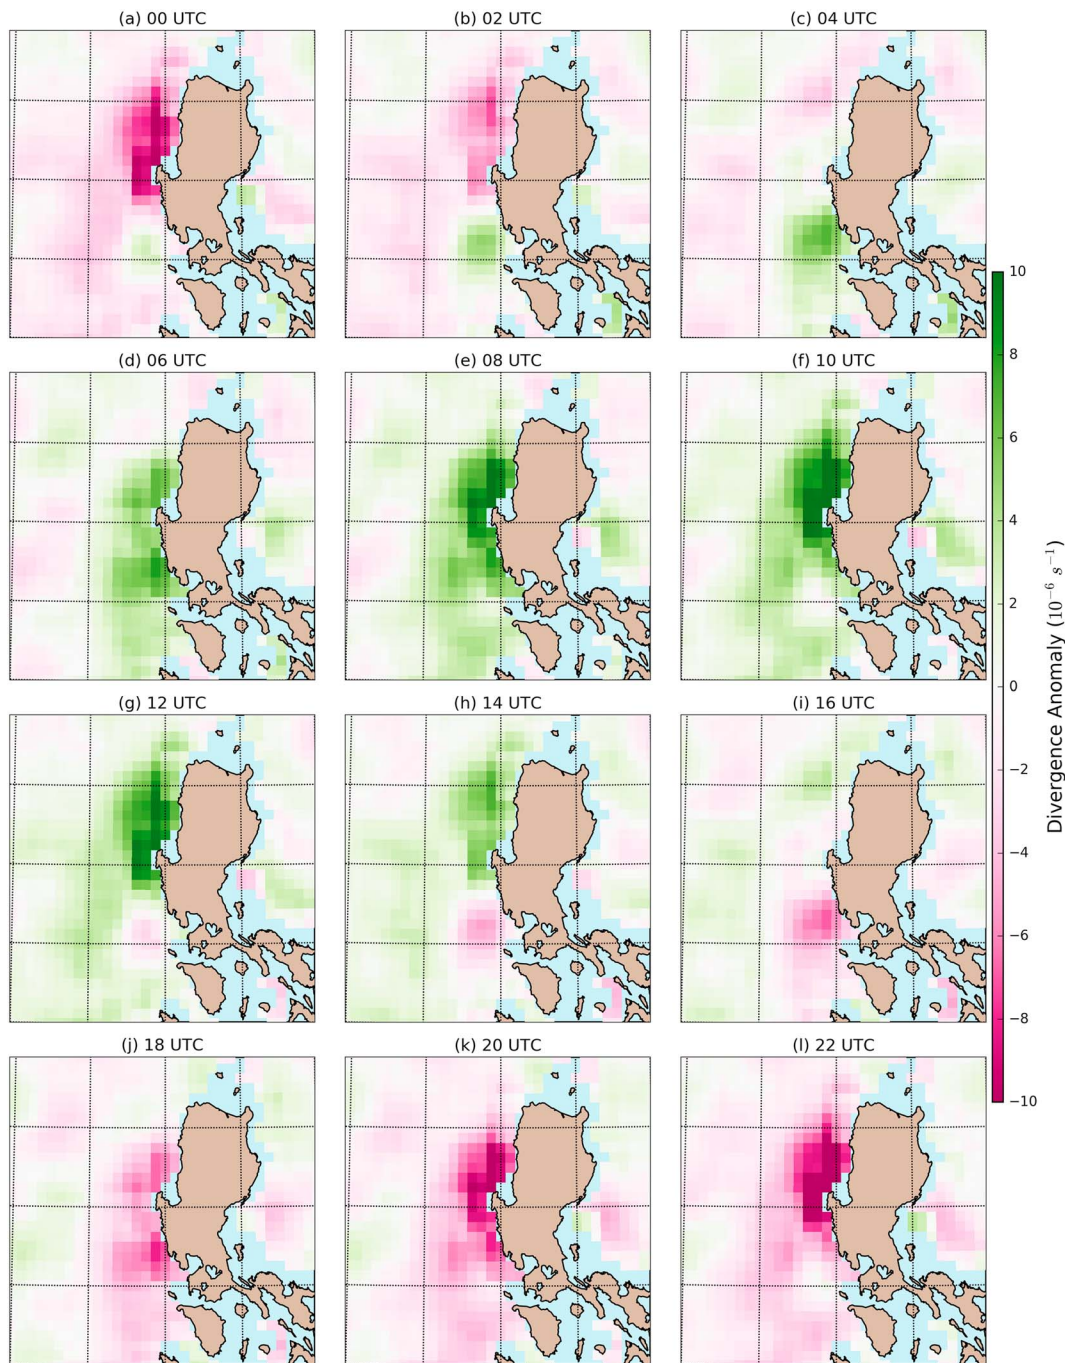 (a) 00 UTC
(b) 02 UTC
(c) 04 UTC
(d) 06 UTC
(e) 08 UTC
(f) 10 UTC
(g) 12 UTC
(h) 14 UTC
(i) 16 UTC
(j) 18 UTC
(k) 20 UTC
(l) 22 UTC
10
8
6
4
2
0
−2
−4
−6
−8
−10
Divergence Anomaly (10⁻⁶ s⁻¹)